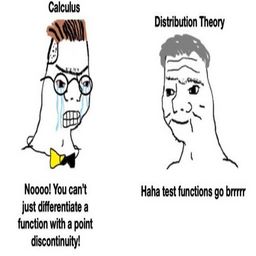 Calculus
Distribution Theory
Noooo! You can't
just differentiate a
function with a point
discontinuity!
Haha test functions go brrrrr